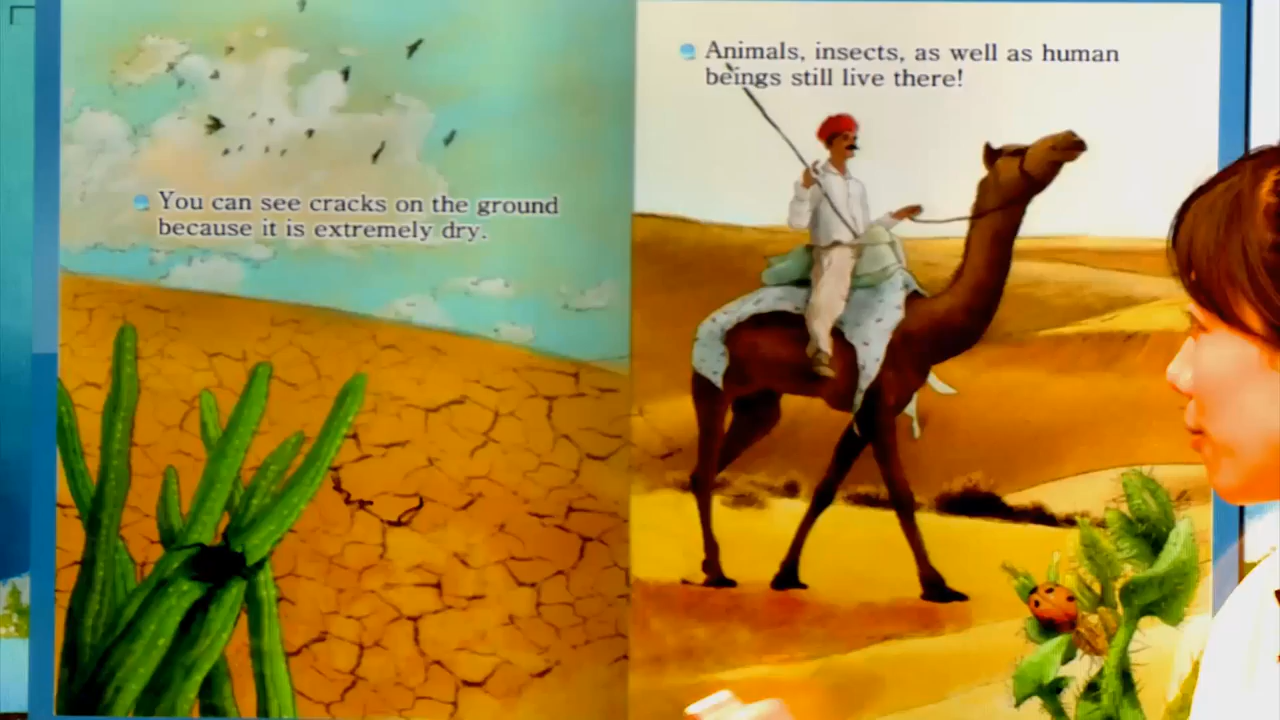 You can see cracks on the ground
because it is extremely dry.
Animals, insects, as well as human
beings still live there!